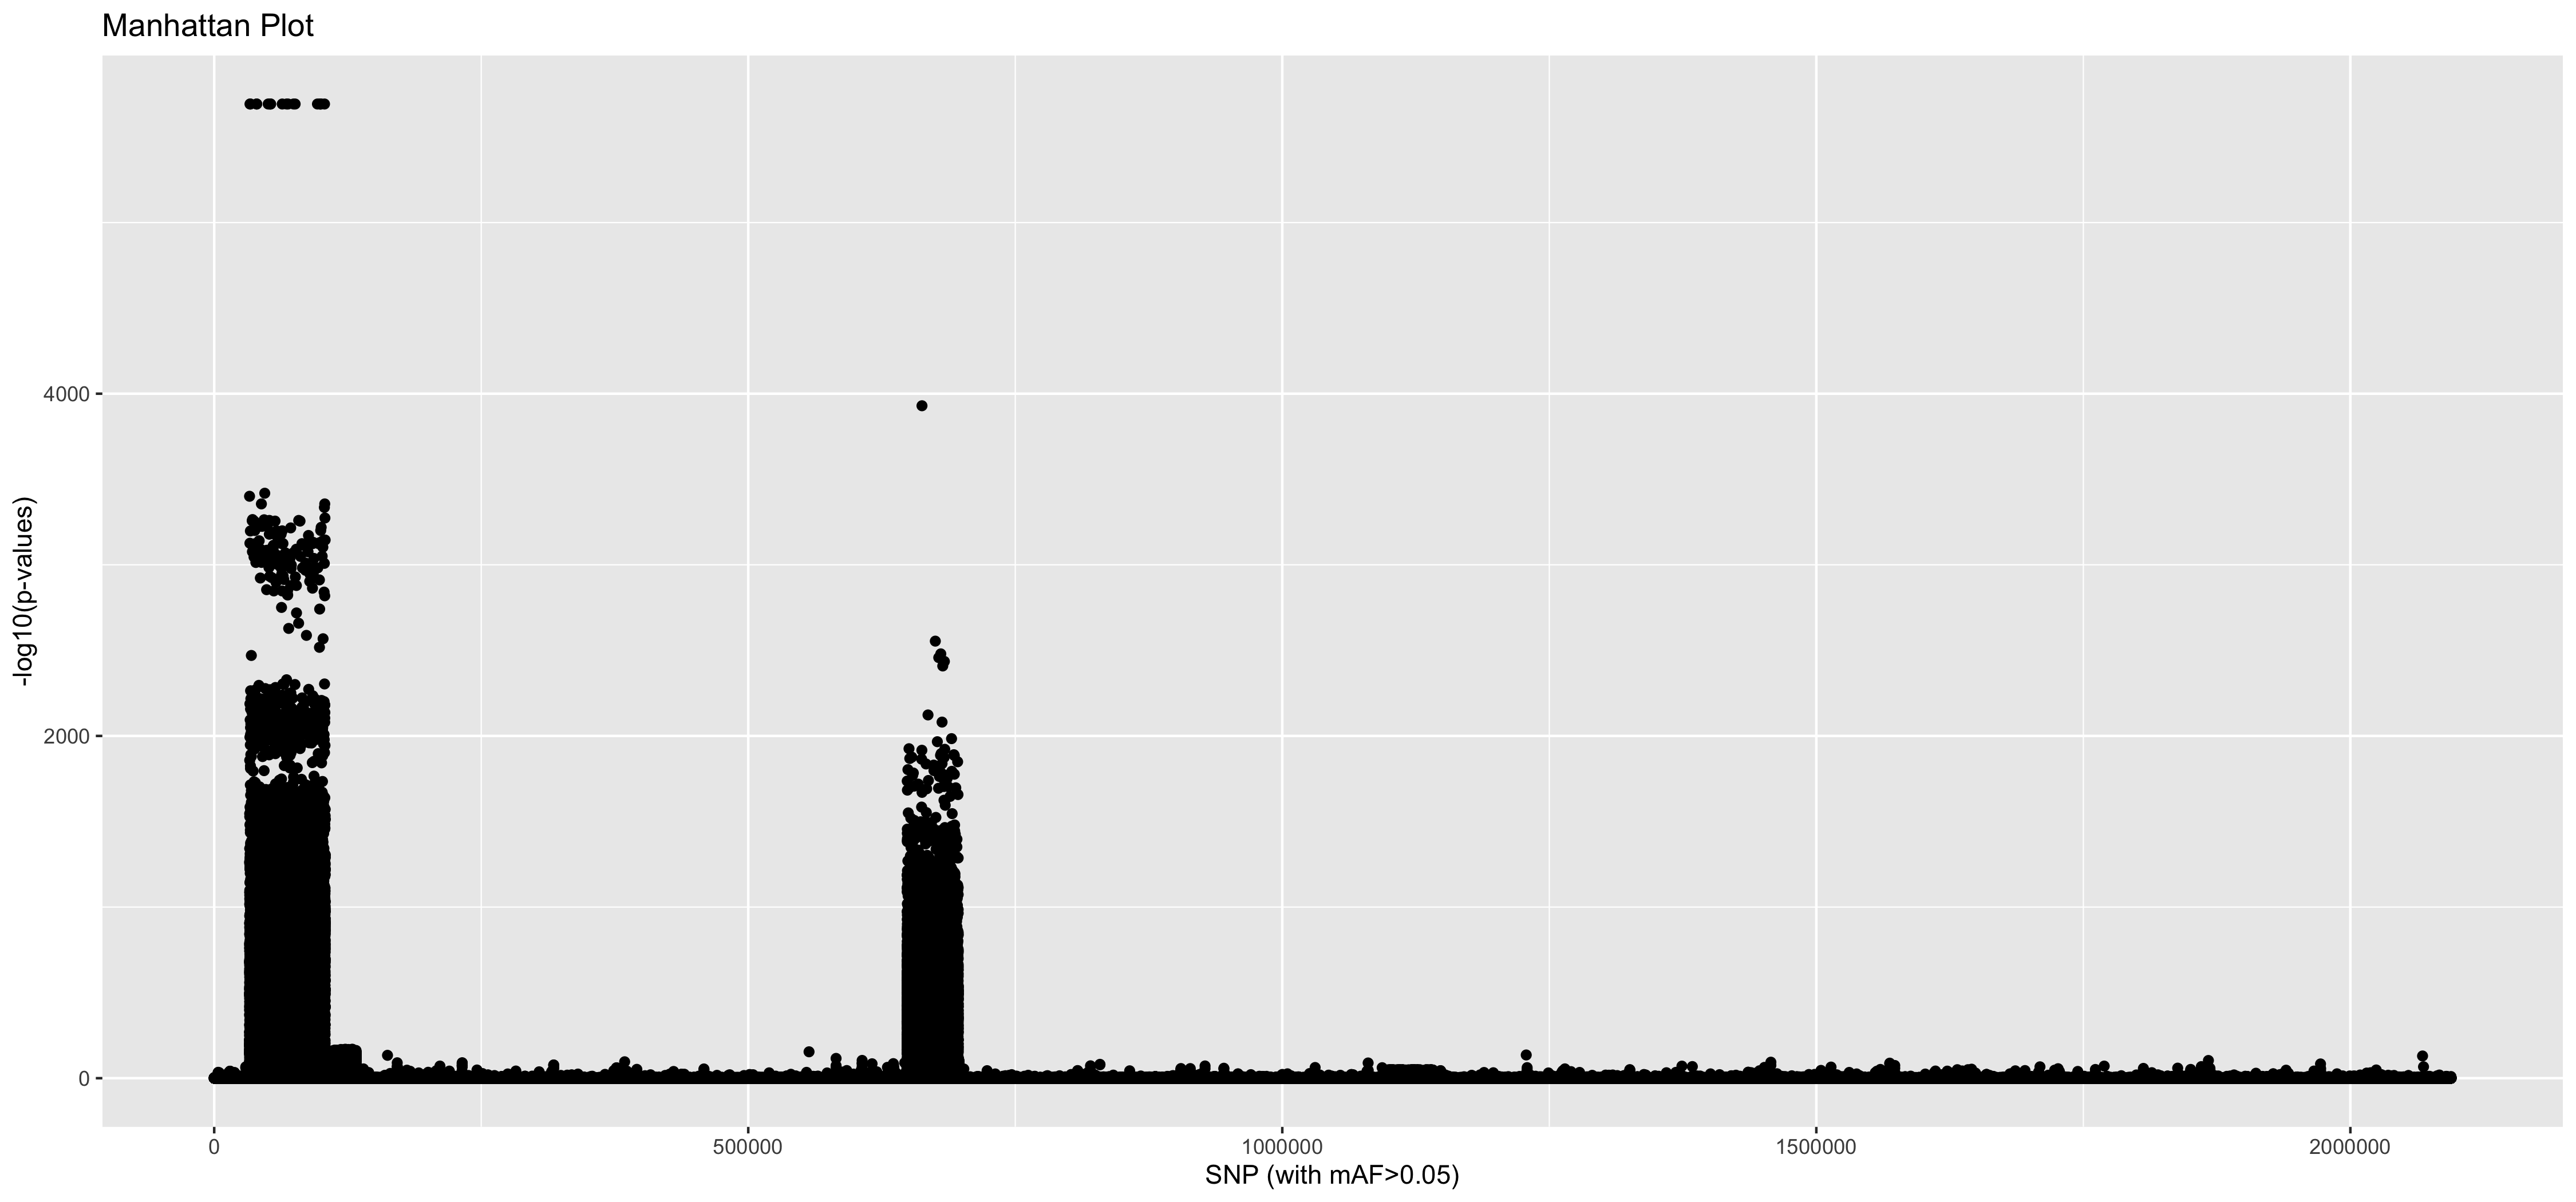 Manhattan Plot
-log10(p-values)
4000
2000
0
0
500000
1000000
1500000
2000000
SNP (with mAF>0.05)